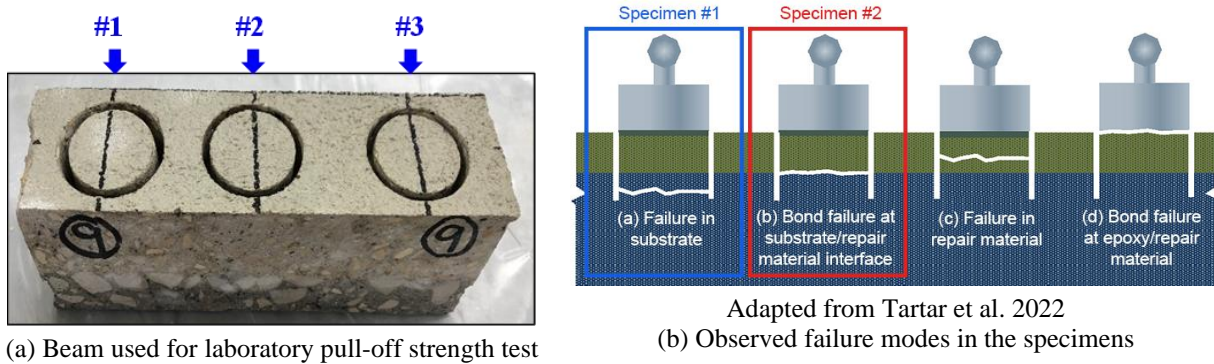 #1 #2 #3
9 9
(a) Beam used for laboratory pull-off strength test
Specimen #1 Specimen #2
(a) Failure in
substrate
(b) Bond failure at
substrate/repair
material interface
(c) Failure in
repair material
(d) Bond failure
at epoxy/repair
material
Adapted from Tartar et al. 2022
(b) Observed failure modes in the specimens